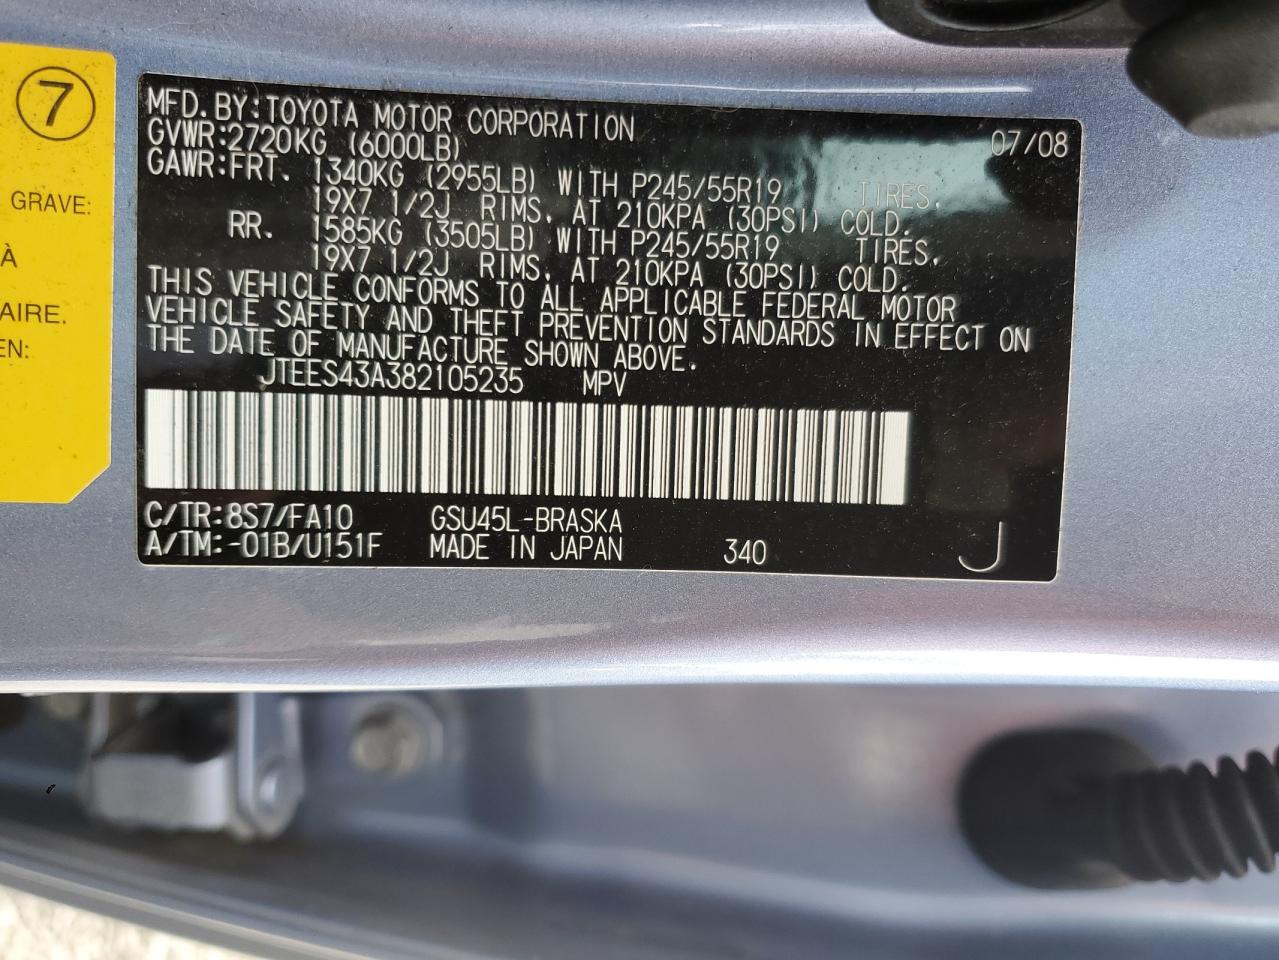 7
GRAVE:
À
AIRE.
EN:
MFD. BY: TOYOTA MOTOR CORPORATION 07/08
GVWR: 2720KG (6000LB)
GAWR: FRT. 1340KG (2955LB) WITH P245/55R19 TIRES,
19X7 1/2J RIMS, AT 210KPA (30PSI) COLD.
RR. 1585KG (3505LB) WITH P245/55R19 TIRES,
19X7 1/2J RIMS, AT 210KPA (30PSI) COLD.
THIS VEHICLE CONFORMS TO ALL APPLICABLE FEDERAL MOTOR
VEHICLE SAFETY AND THEFT PREVENTION STANDARDS IN EFFECT ON
THE DATE OF MANUFACTURE SHOWN ABOVE.
JTEES43A382105235 MPV
C/TR: 8S7/FA10 GSU45L-BRASKA
A/TM: -01B/U151F MADE IN JAPAN 340 J